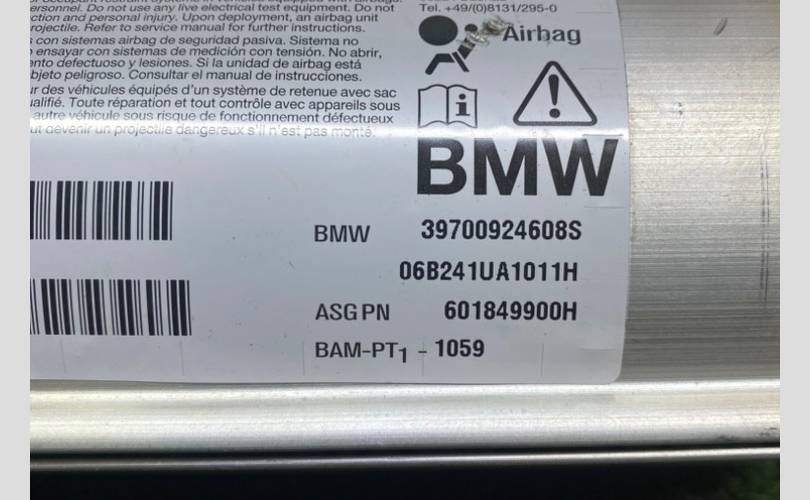 ersonnel. Do not use any live electrical test equipment. Do not
ction and personal injury. Upon deployment, an airbag unit
rojectile. Refer to service manual for further instructions.
con sistemas airbag de seguridad pasiva. Sistema no
ensayar con sistemas de medición con tensión. No abrir,
nto defectuoso y lesiones. Si la unidad de airbag está
bjeto peligroso. Consultar el manual de instrucciones.
ur des véhicules équipés d'un système de retenue avec sac
ualifié. Toute réparation et tout contrôle avec appareils sous
autre véhicule sous risque de fonctionnement défectueux
ut devenir un projectile dangereux s'il n'est pas monté.
Tel. +49/(0)8131/295-0
Airbag
i
BMW
BMW 39700924608S
06B241UA1011H
ASG PN 601849900H
BAM-PT1 - 1059